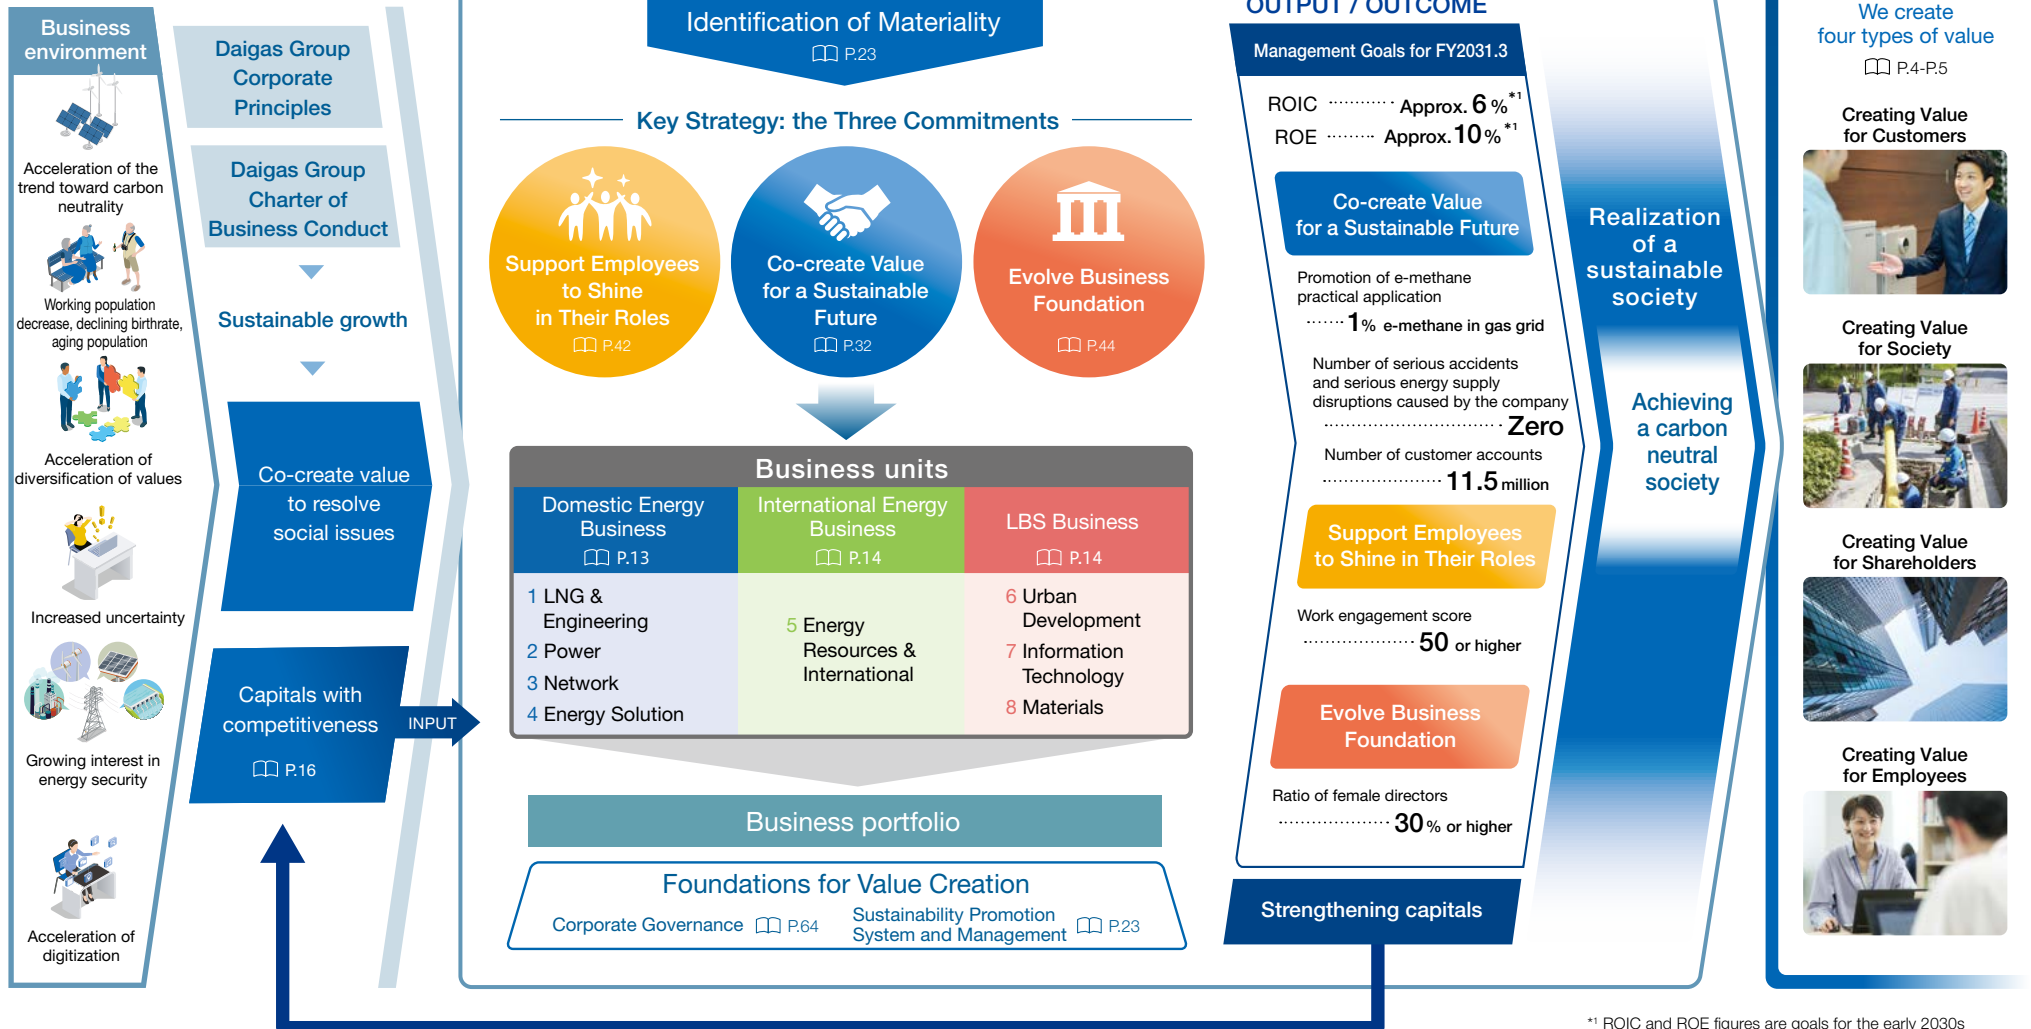 Business
environment
Acceleration of the
trend toward carbon
neutrality
Working population
decrease, declining birthrate,
aging population
Acceleration of
diversification of values
Increased uncertainty
Growing interest in
energy security
Acceleration of
digitization
Daigas Group
Corporate
Principles
Daigas Group
Charter of
Business Conduct
Sustainable growth
Co-create value
to resolve
social issues
Capitals with
competitiveness
P.16
INPUT
Identification of Materiality
P.23
Key Strategy: the Three Commitments
Support Employees
to Shine
in Their Roles
P.42
Co-create Value
for a Sustainable
Future
P.32
Evolve Business
Foundation
P.44
Business units
Domestic Energy
Business
P.13
1 LNG &
Engineering
2 Power
3 Network
4 Energy Solution
International Energy
Business
P.14
5 Energy
Resources &
International
LBS Business
P.14
6 Urban
Development
7 Information
Technology
8 Materials
Business portfolio
Foundations for Value Creation
Corporate Governance P.64
Sustainability Promotion
System and Management P.23
OUTPUT / OUTCOME
Management Goals for FY2031.3
ROIC ··········· Approx. 6 %*1
ROE ········ Approx. 10 %*1
Co-create Value
for a Sustainable Future
Promotion of e-methane
practical application
······ 1% e-methane in gas grid
Number of serious accidents
and serious energy supply
disruptions caused by the company
······························· Zero
Number of customer accounts
···················· 11.5 million
Support Employees
to Shine in Their Roles
Work engagement score
··················· 50 or higher
Evolve Business
Foundation
Ratio of female directors
··················· 30 % or higher
Strengthening capitals
Realization
of a
sustainable
society
Achieving
a carbon
neutral
society
We create
four types of value
P.4-P.5
Creating Value
for Customers
Creating Value
for Society
Creating Value
for Shareholders
Creating Value
for Employees
*1 ROIC and ROE figures are goals for the early 2030s